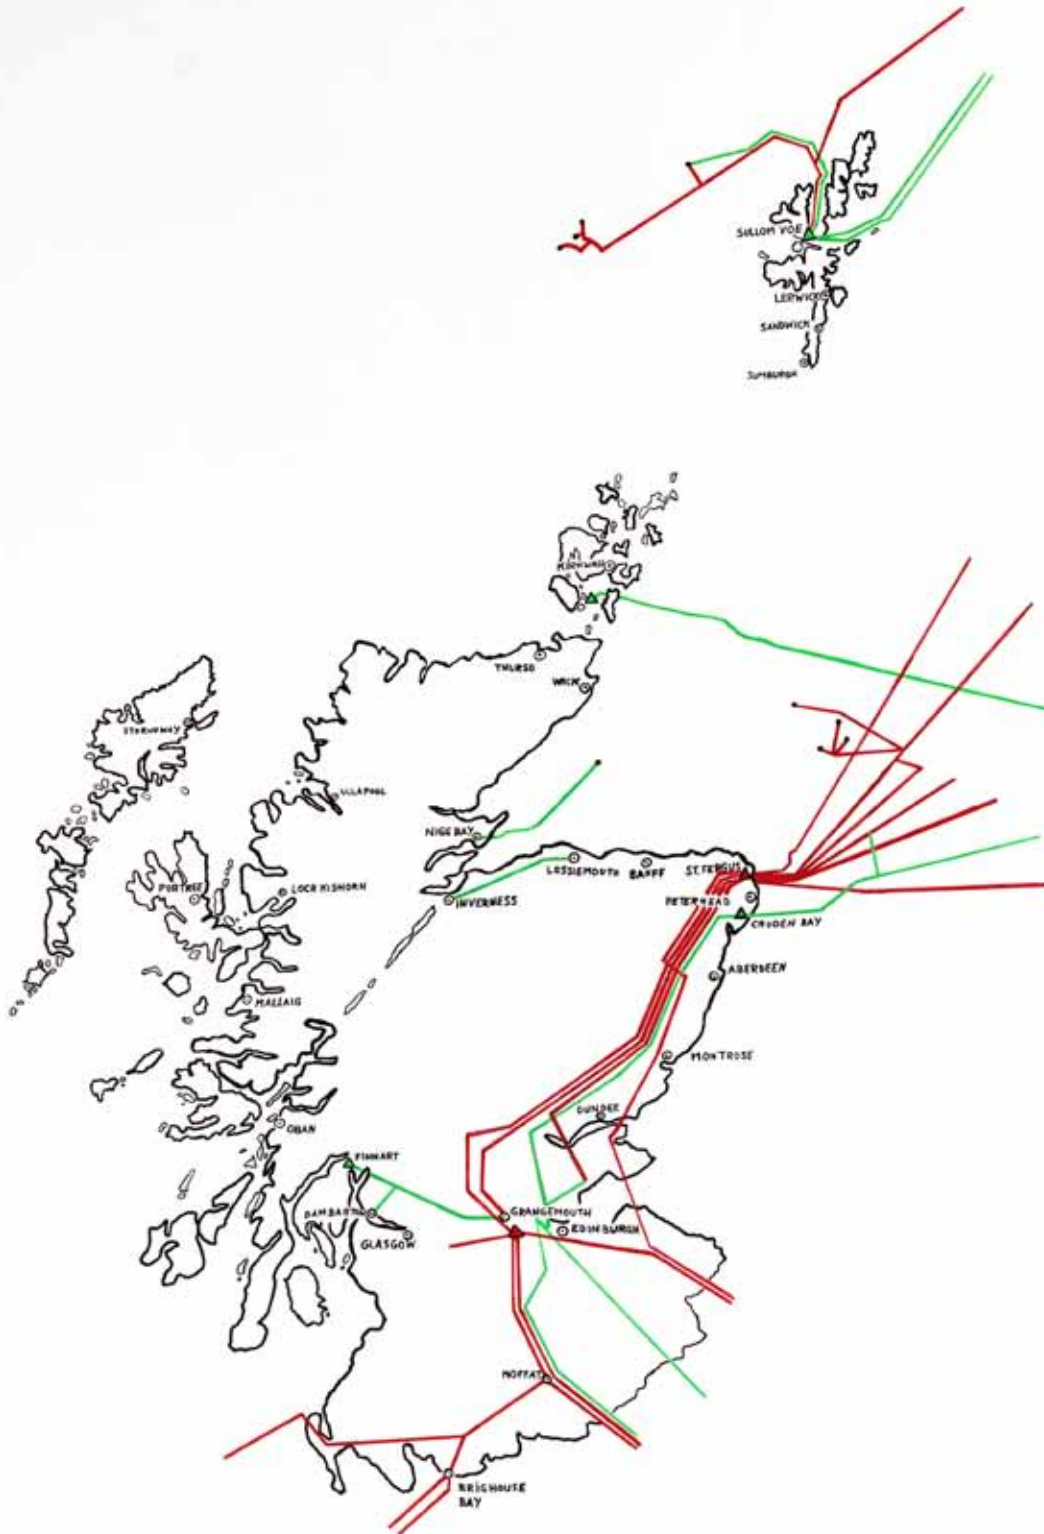 SULLOM VOE
LERWICK
SANDWICK
SUMBURGH
KIRKWALL
THURSO
WICK
STORNOWAY
ULLAPOOL
NIGG BAY
LOSSIEMOUTH
BANFF
ST. FERGUS
PORTREE
LOCH KISHORN
INVERNESS
PETERHEAD
CRUDEN BAY
ABERDEEN
MALLAIG
MONTROSE
DUNDEE
OBAN
FINNART
DAMBARTON
GRANGEMOUTH
GLASGOW
EDINBURGH
MOFFAT
BRIGHOUSE
BAY